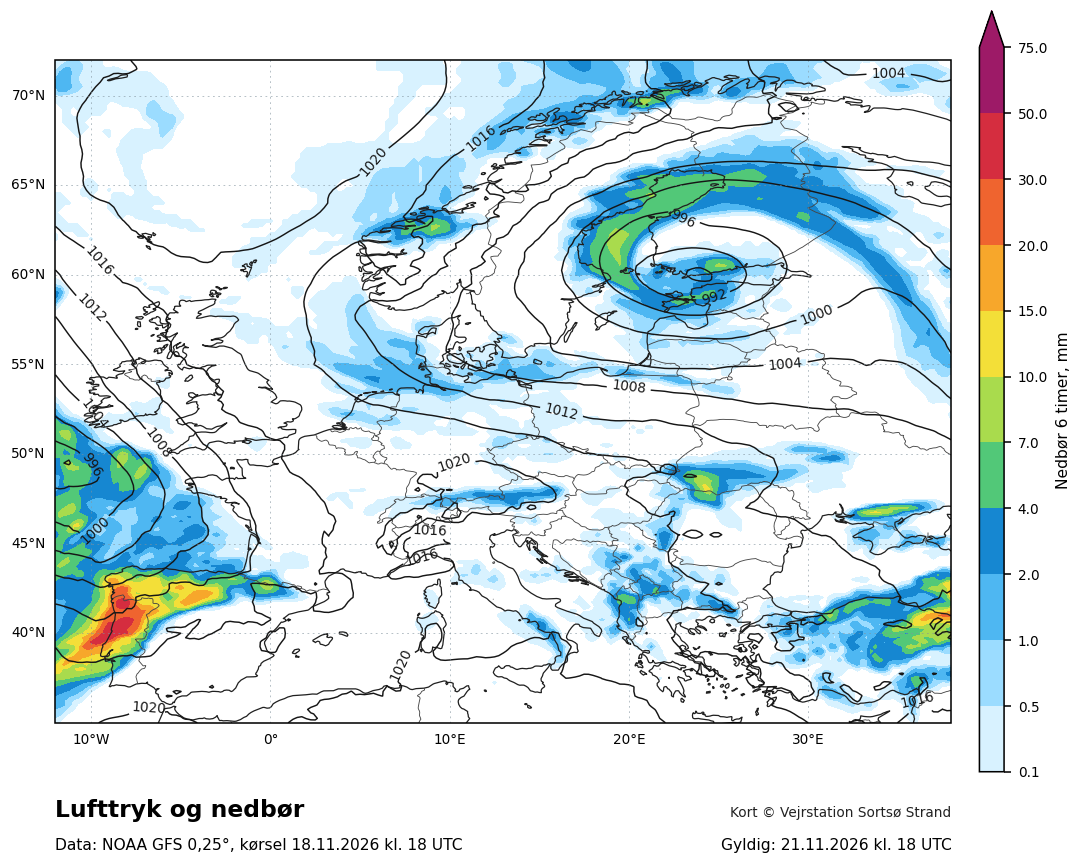 75.0
50.0
30.0
20.0
15.0
10.0
7.0
4.0
2.0
1.0
0.5
0.1
Nedbør 6 timer, mm
70°N
65°N
60°N
55°N
50°N
45°N
40°N
10°W
0°
10°E
20°E
30°E
1004
1016
1020
1016
996
1012
992
1000
1004
1008
1004
1012
1008
1020
996
1000
1016
1016
1020
1016
1020
Lufttryk og nedbør
Kort © Vejrstation Sortsø Strand
Data: NOAA GFS 0,25°, kørsel 18.11.2026 kl. 18 UTC
Gyldig: 21.11.2026 kl. 18 UTC